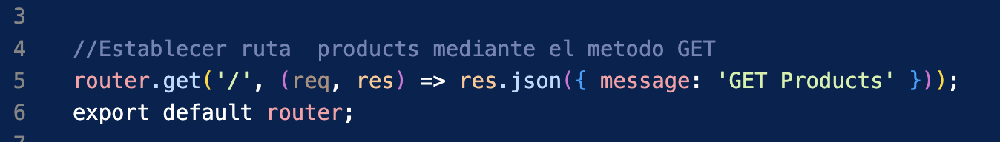 3
4 //Establecer ruta  products mediante el metodo GET
5 router.get('/', (req, res) => res.json({ message: 'GET Products' }));
6 export default router;